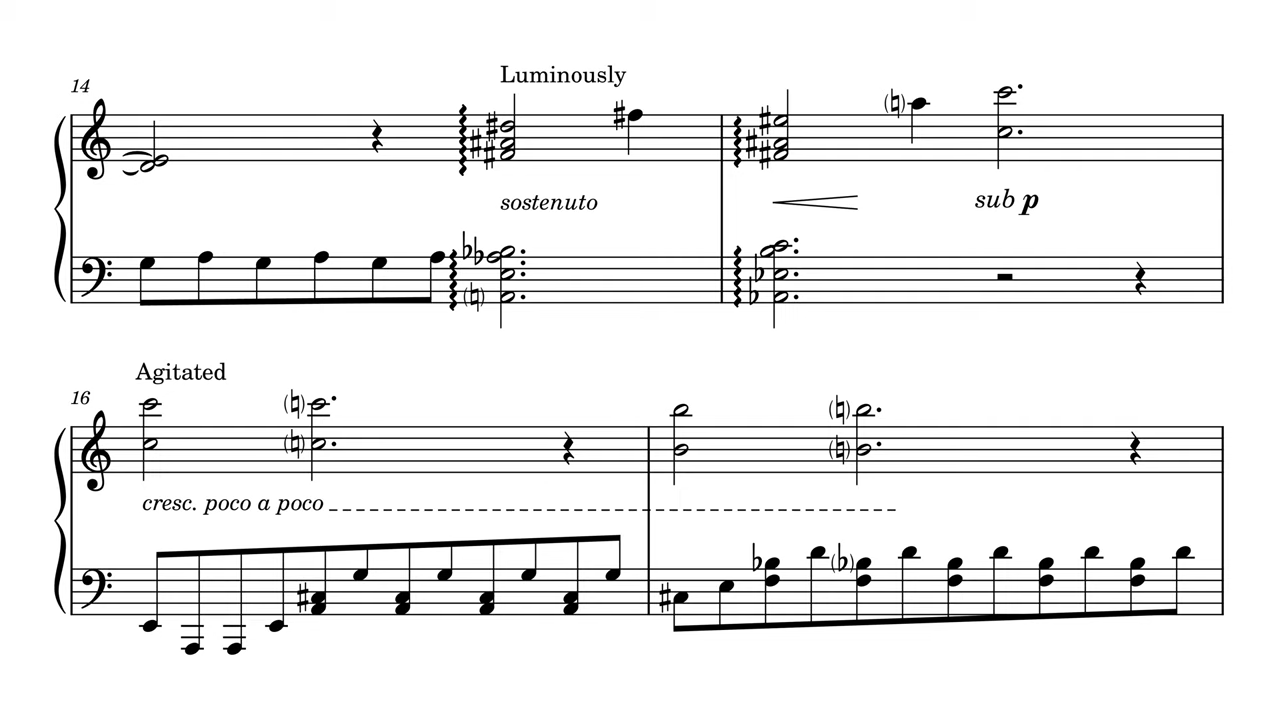 14
Luminously
sostenuto
sub p
16
Agitated
cresc. poco a poco